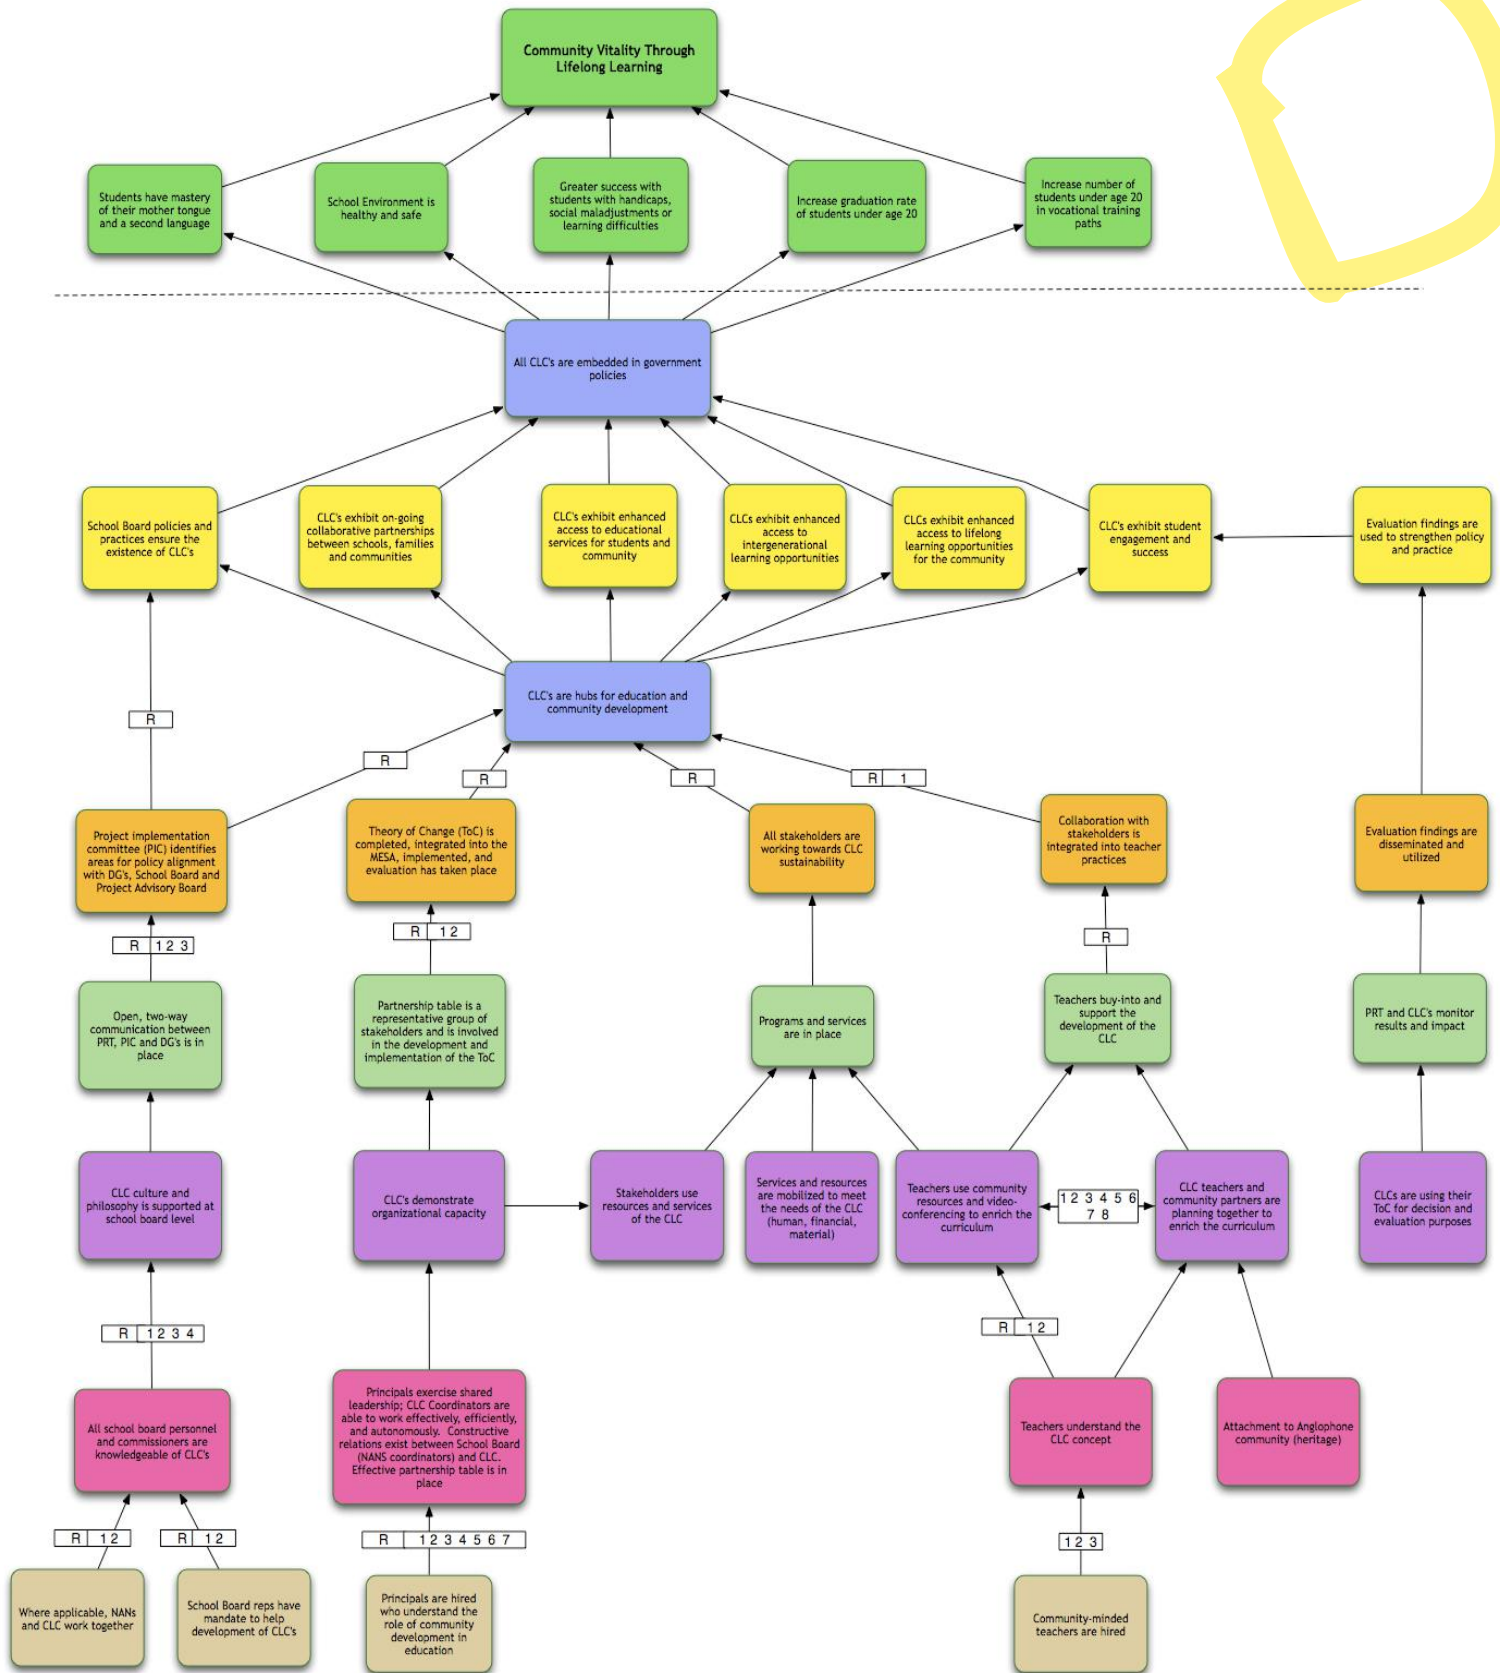 Community Vitality Through
Lifelong Learning
Students have mastery
of their mother tongue
and a second language
School Environment is
healthy and safe
Greater success with
students with handicaps,
social maladjustments or
learning difficulties
Increase graduation rate
of students under age 20
Increase number of
students under age 20
in vocational training
paths
All CLC's are embedded in government
policies
School Board policies and
practices ensure the
existence of CLC's
CLC's exhibit on-going
collaborative partnerships
between schools, families
and communities
CLC's exhibit enhanced
access to educational
services for students and
community
CLCs exhibit enhanced
access to
intergenerational
learning opportunities
CLCs exhibit enhanced
access to lifelong
learning opportunities
for the community
CLC's exhibit student
engagement and
success
Evaluation findings are
used to strengthen policy
and practice
CLC's are hubs for education and
community development
R
R
R
R
R 1
Project implementation
committee (PIC) identifies
areas for policy alignment
with DG's, School Board and
Project Advisory Board
Theory of Change (ToC) is
completed, integrated into the
MESA, implemented, and
evaluation has taken place
All stakeholders are
working towards CLC
sustainability
Collaboration with
stakeholders is
integrated into teacher
practices
Evaluation findings are
disseminated and
utilized
R 1 2 3
R 1 2
R
Open, two-way
communication between
PRT, PIC and DG's is in
place
Partnership table is a
representative group of
stakeholders and is involved
in the development and
implementation of the ToC
Programs and services
are in place
Teachers buy-into and
support the
development of the
CLC
PRT and CLC's monitor
results and impact
CLC culture and
philosophy is supported at
school board level
CLC's demonstrate
organizational capacity
Stakeholders use
resources and services
of the CLC
Services and resources
are mobilized to meet
the needs of the CLC
(human, financial,
material)
Teachers use community
resources and video-
conferencing to enrich the
curriculum
1 2 3 4 5 6
7 8
CLC teachers and
community partners are
planning together to
enrich the curriculum
CLCs are using their
ToC for decision and
evaluation purposes
R 1 2 3 4
R 1 2
All school board personnel
and commissioners are
knowledgeable of CLC's
Principals exercise shared
leadership; CLC Coordinators are
able to work effectively, efficiently,
and autonomously. Constructive
relations exist between School Board
(NANS coordinators) and CLC.
Effective partnership table is in
place
Teachers understand the
CLC concept
Attachment to Anglophone
community (heritage)
R 1 2
R 1 2
R 1 2 3 4 5 6 7
1 2 3
Where applicable, NANs
and CLC work together
School Board reps have
mandate to help
development of CLC's
Principals are hired
who understand the
role of community
development in
education
Community-minded
teachers are hired